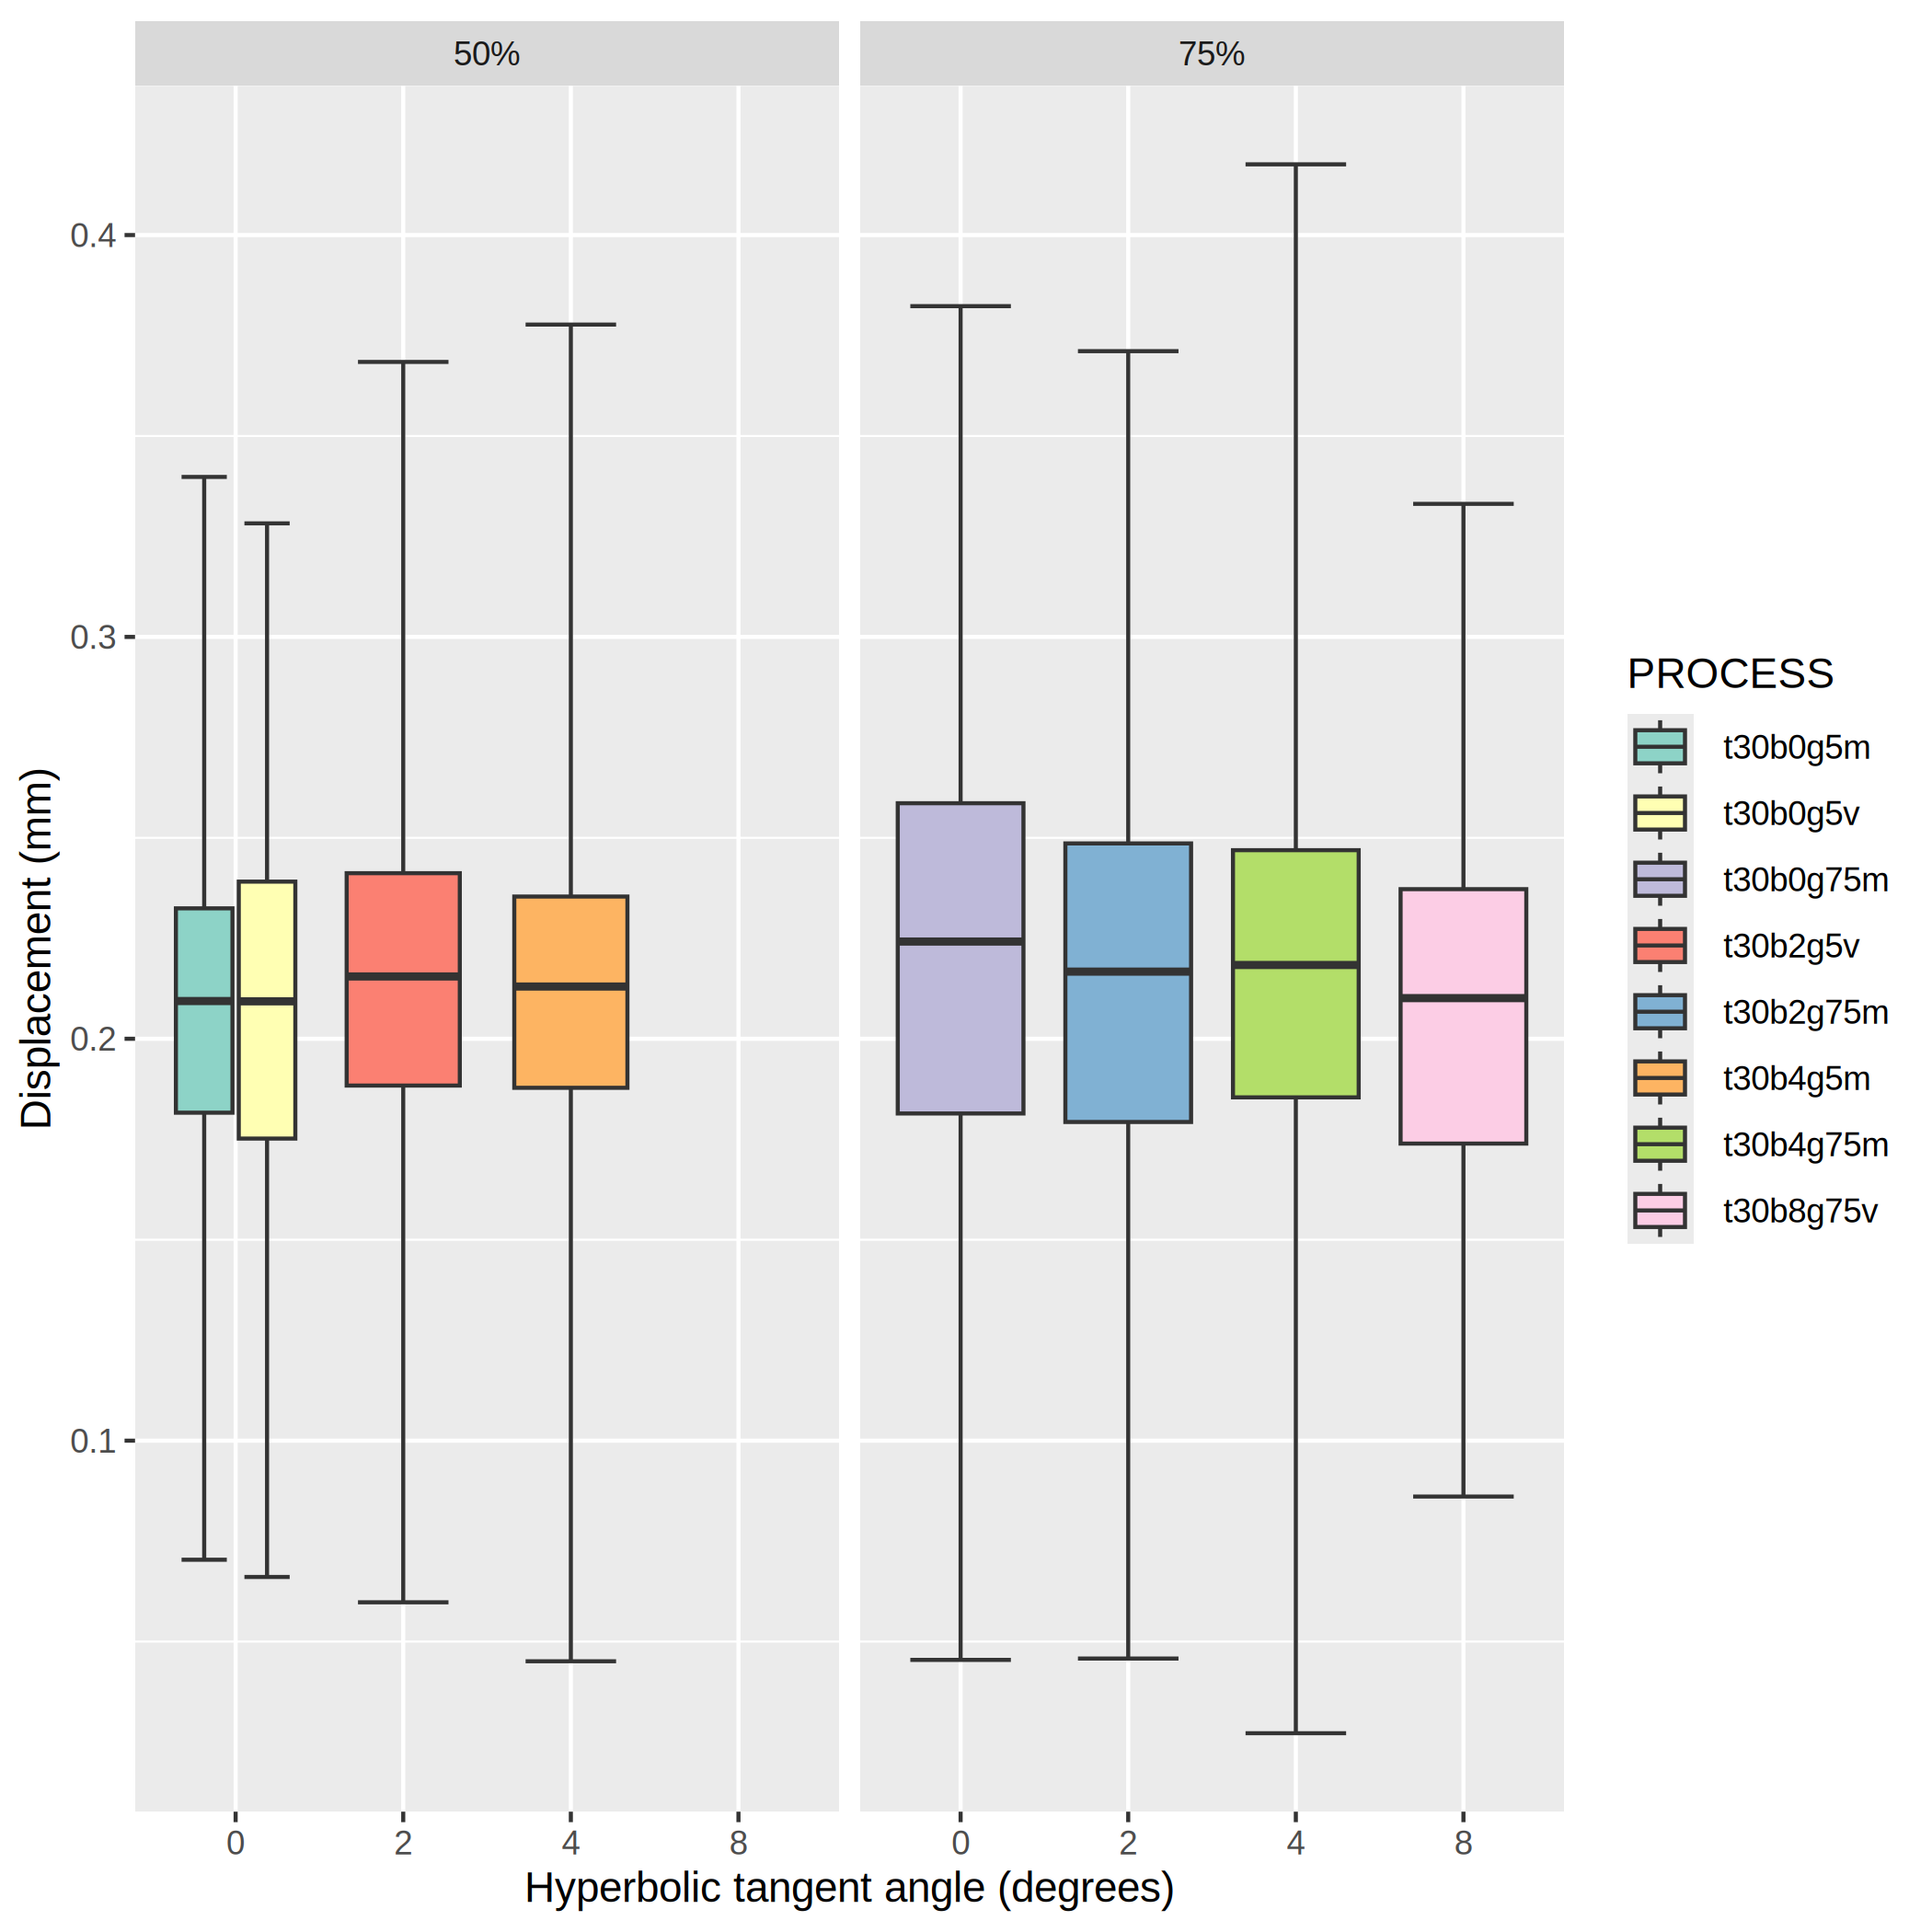 50%
75%
0.4
0.3
0.2
0.1
Displacement (mm)
0 2 4 8
0 2 4 8
Hyperbolic tangent angle (degrees)
PROCESS
t30b0g5m
t30b0g5v
t30b0g75m
t30b2g5v
t30b2g75m
t30b4g5m
t30b4g75m
t30b8g75v